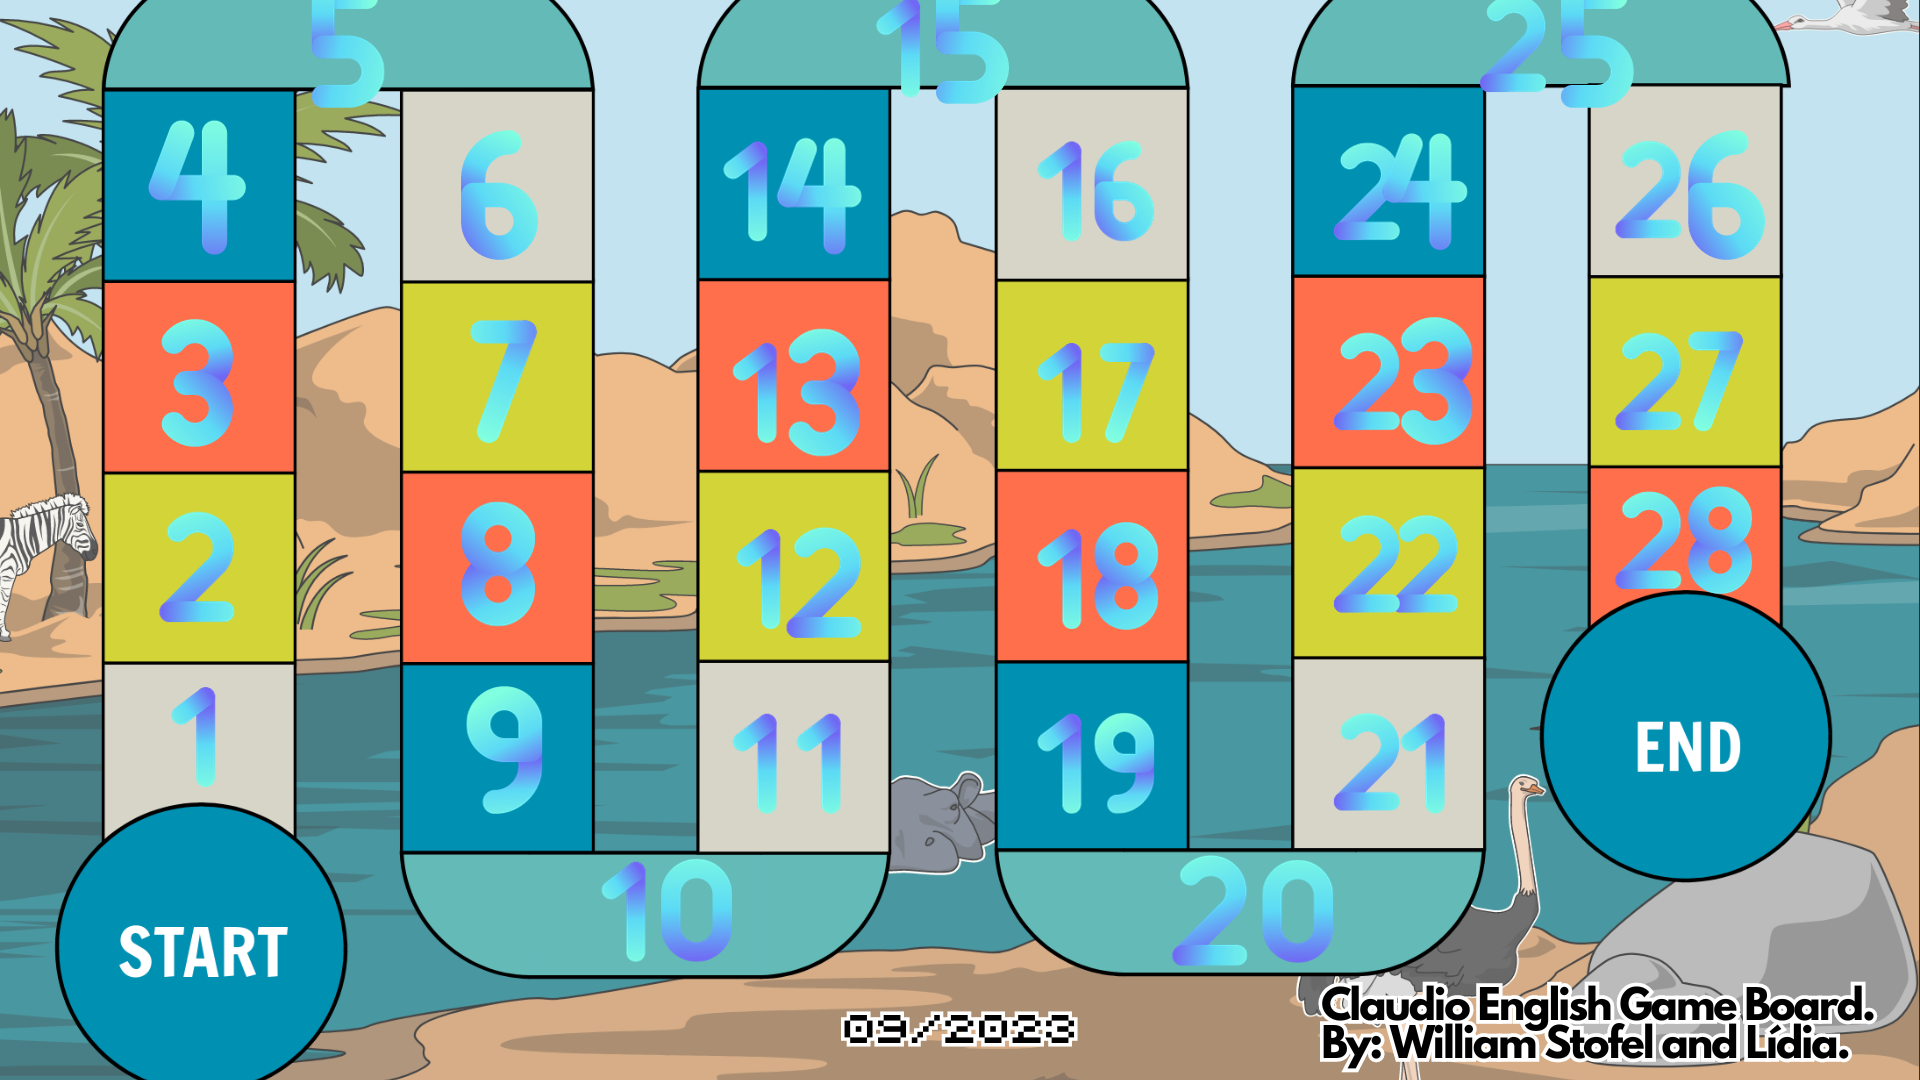 5 15 25
4 6 14 16 24 26
3 7 13 17 23 27
2 8 12 18 22 28
1 9 11 19 21 END
START 10 20
09/2023
Claudio English Game Board.
By: William Stofel and Lídia.